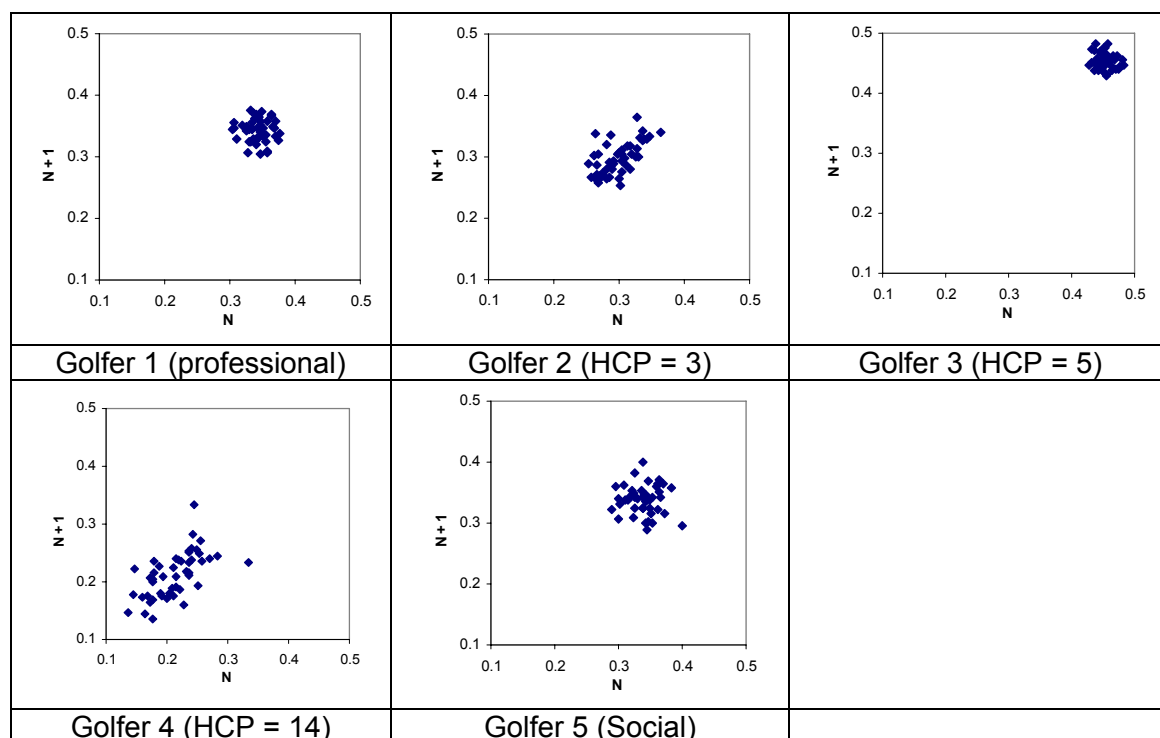 0.5
0.4
0.3
0.2
0.1
N + 1
0.1 0.2 0.3 0.4 0.5
N
0.5
0.4
0.3
0.2
0.1
N + 1
0.1 0.2 0.3 0.4 0.5
N
0.5
0.4
0.3
0.2
0.1
N + 1
0.1 0.2 0.3 0.4 0.5
N
Golfer 1 (professional)
Golfer 2 (HCP = 3)
Golfer 3 (HCP = 5)
0.5
0.4
0.3
0.2
0.1
N + 1
0.1 0.2 0.3 0.4 0.5
N
0.5
0.4
0.3
0.2
0.1
N + 1
0.1 0.2 0.3 0.4 0.5
N
Golfer 4 (HCP = 14)
Golfer 5 (Social)